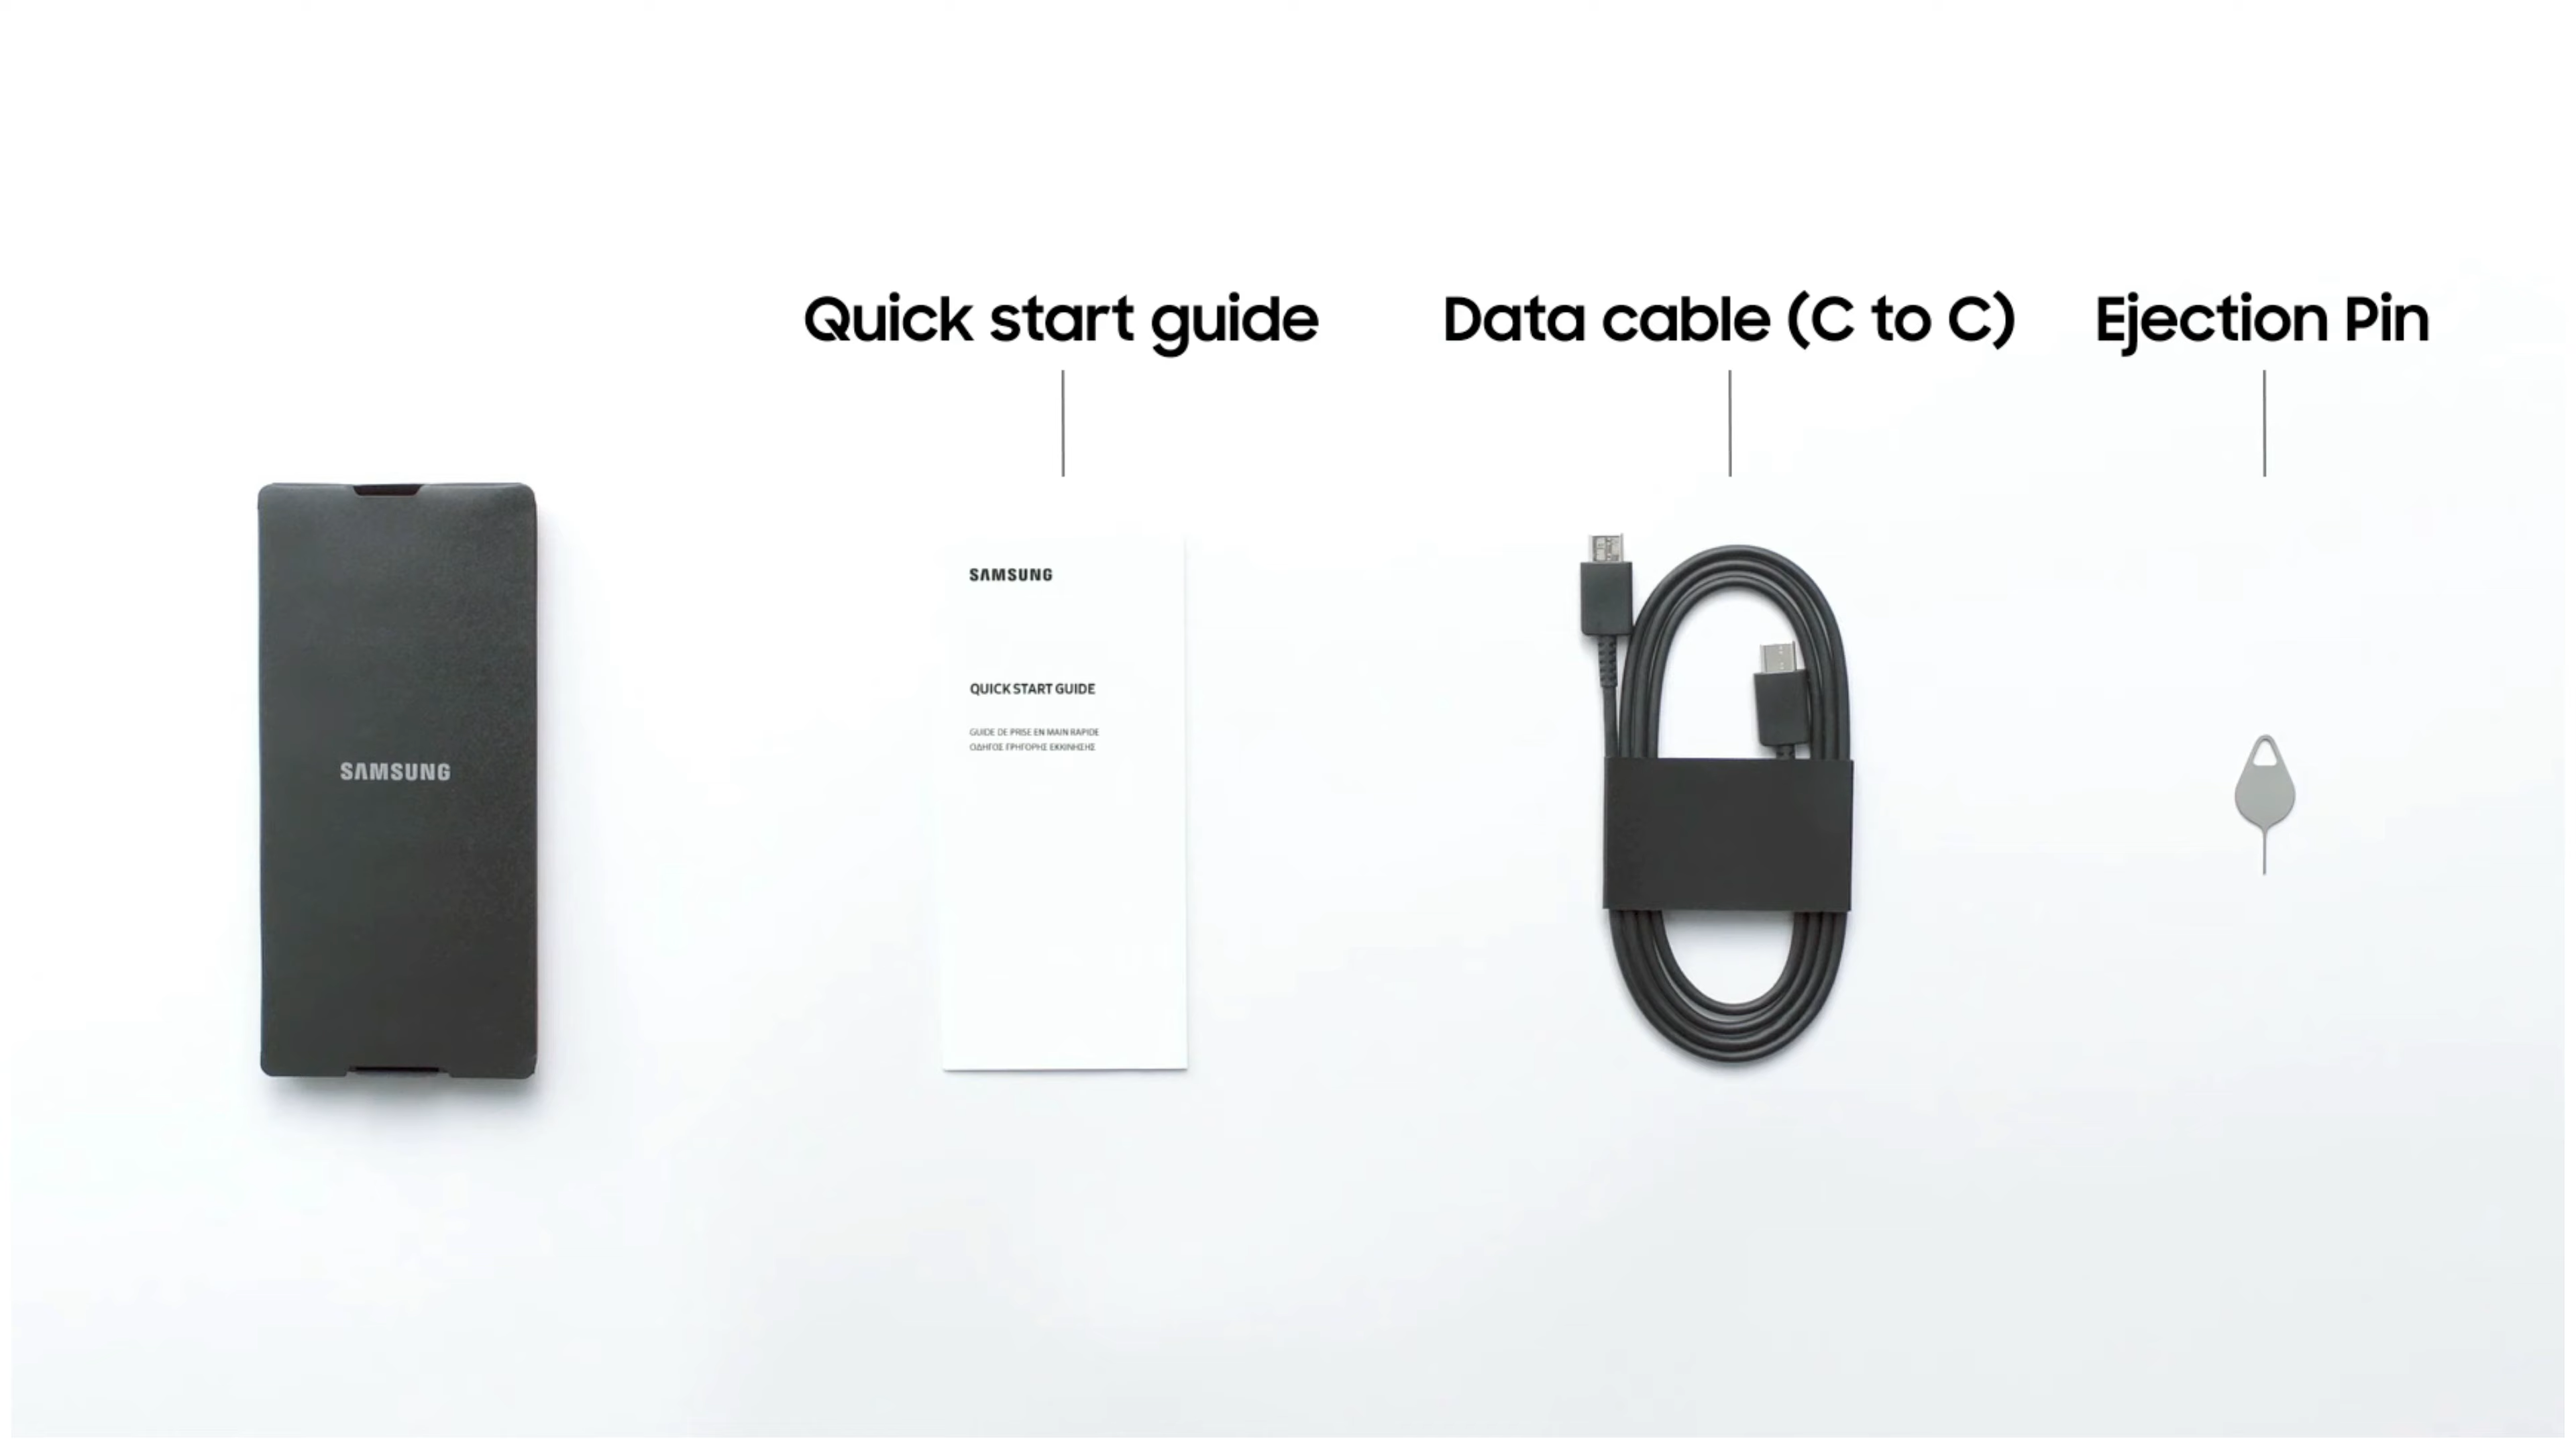 Quick start guide
Data cable (C to C)
Ejection Pin
SAMSUNG
SAMSUNG
QUICK START GUIDE
GUIDE DE PRISE EN MAIN RAPIDE
ΟΔΗΓΟΣ ΓΡΗΓΟΡΗΣ ΕΚΚΙΝΗΣΗΣ